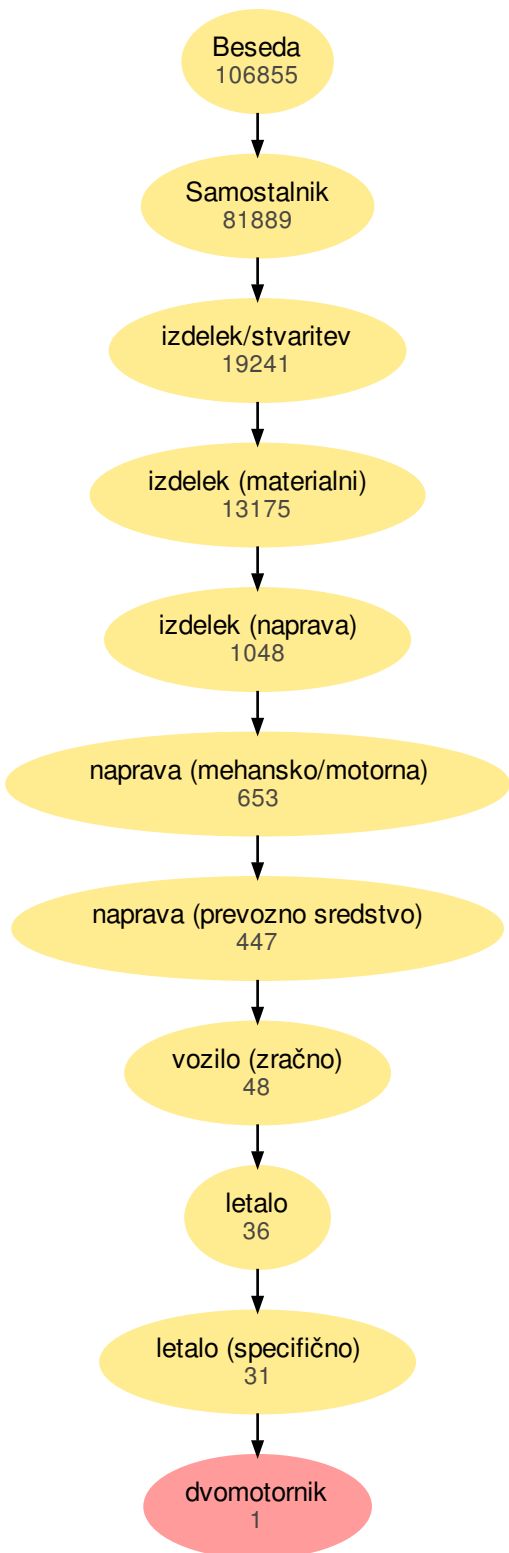 Beseda
106855
Samostalnik
81889
izdelek/stvaritev
19241
izdelek (materialni)
13175
izdelek (naprava)
1048
naprava (mehansko/motorna)
653
naprava (prevozno sredstvo)
447
vozilo (zračno)
48
letalo
36
letalo (specifično)
31
dvomotornik
1